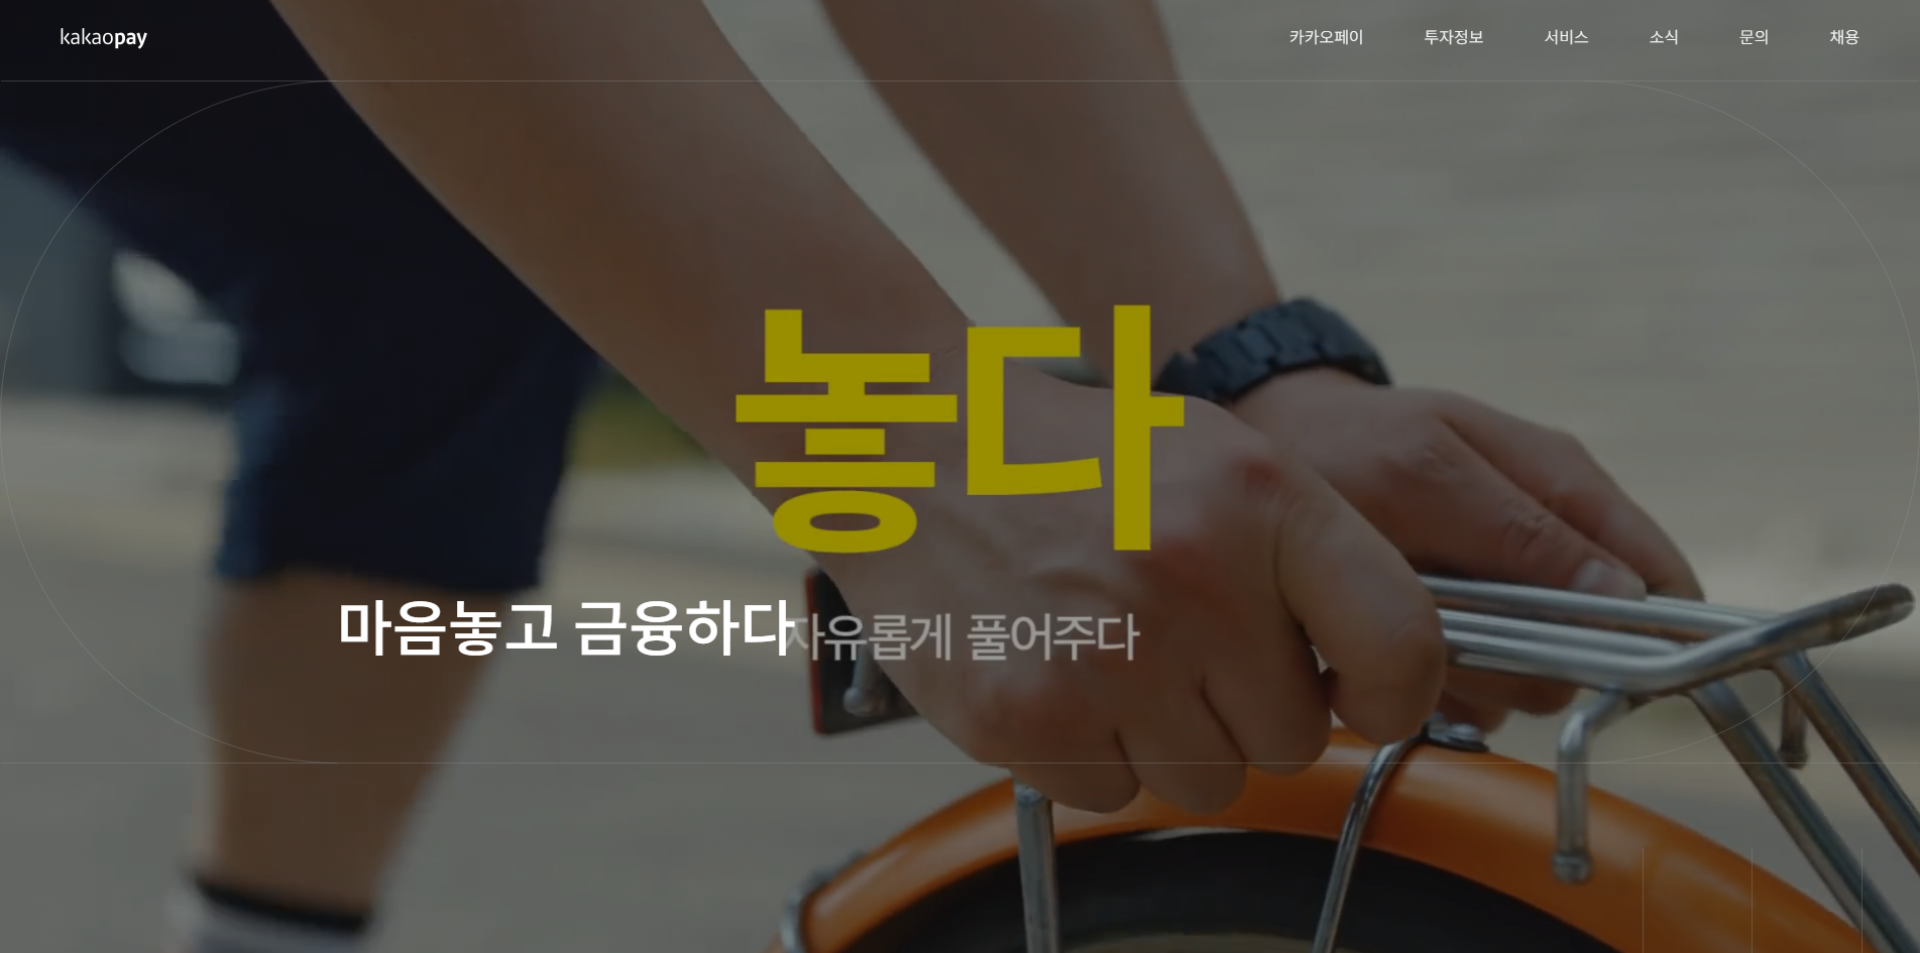 kakaopay
카카오페이 투자정보 서비스 소식 문의 채용
놓다
마음놓고 금융하다
자유롭게 풀어주다